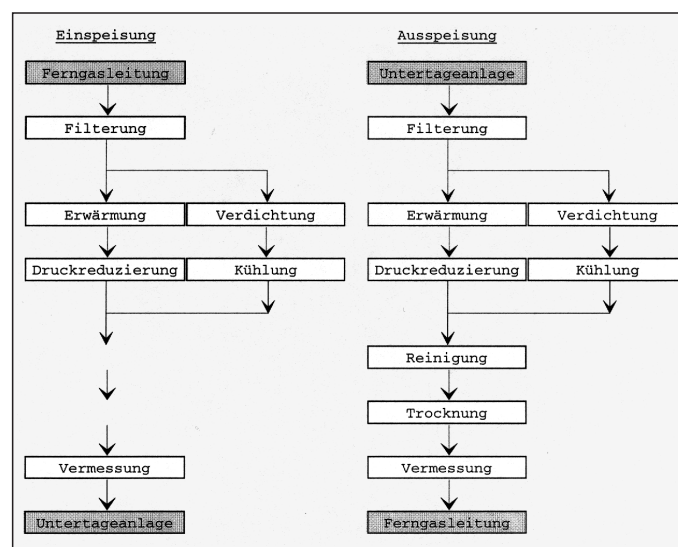 Einspeisung
Ferngasleitung
Filterung
Erwärmung Verdichtung
Druckreduzierung Kühlung
Vermessung
Untertageanlage
Ausspeisung
Untertageanlage
Filterung
Erwärmung Verdichtung
Druckreduzierung Kühlung
Reinigung
Trocknung
Vermessung
Ferngasleitung